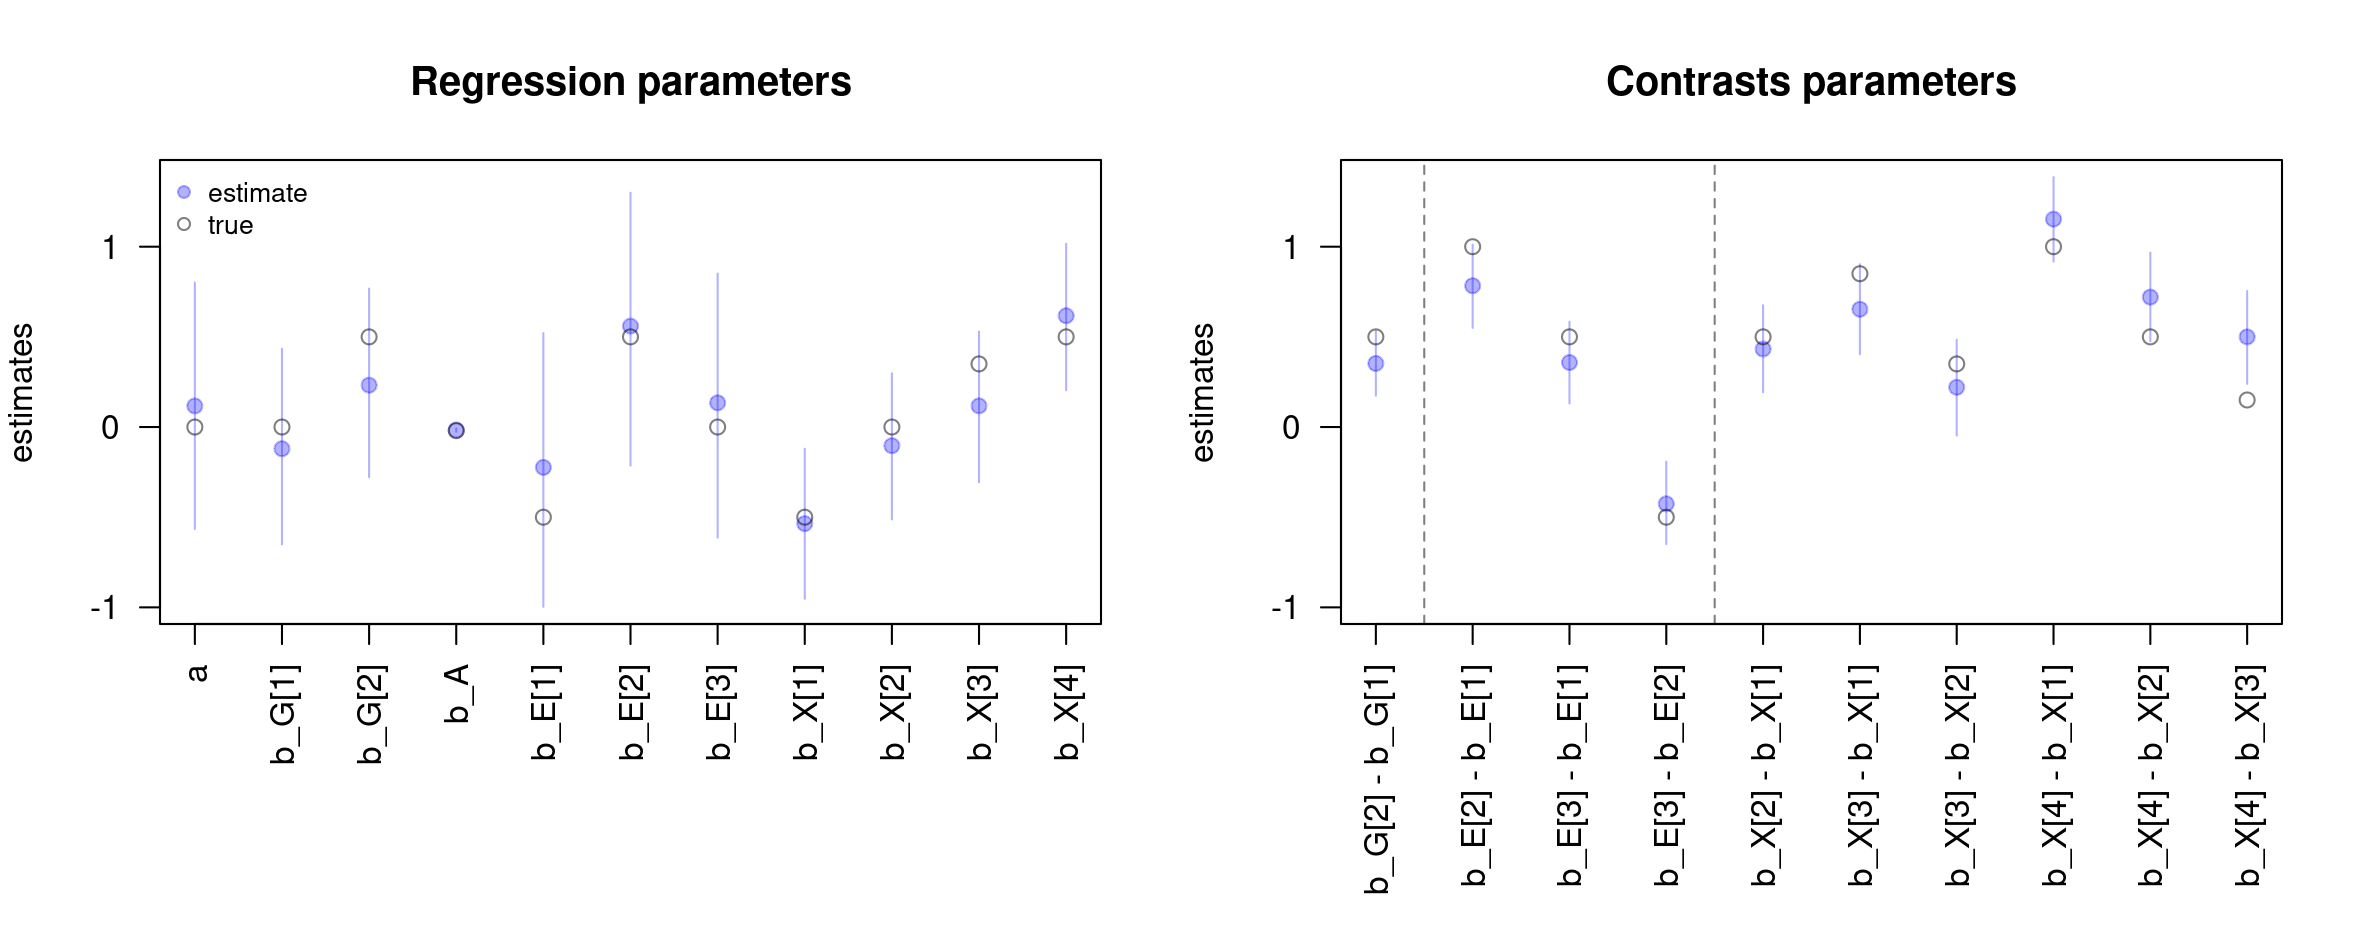 Regression parameters
estimates
1
0
-1
estimate
true
a
b_G[1]
b_G[2]
b_A
b_E[1]
b_E[2]
b_E[3]
b_X[1]
b_X[2]
b_X[3]
b_X[4]
Contrasts parameters
estimates
1
0
-1
b_G[2] - b_G[1]
b_E[2] - b_E[1]
b_E[3] - b_E[1]
b_E[3] - b_E[2]
b_X[2] - b_X[1]
b_X[3] - b_X[1]
b_X[3] - b_X[2]
b_X[4] - b_X[1]
b_X[4] - b_X[2]
b_X[4] - b_X[3]